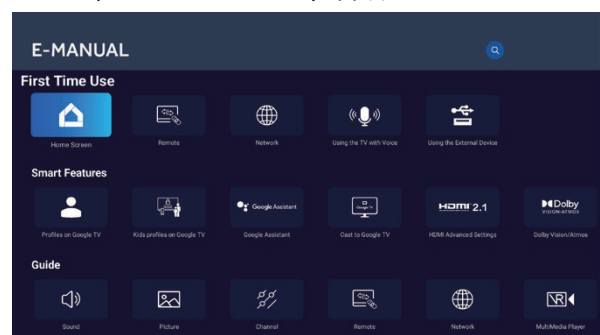 E-MANUAL
First Time Use
Home Screen
Remote
Network
Using the TV with Voice
Using the External Device
Smart Features
Google Assistant
Google TV
HDMI 2.1
Dolby
VISION·ATMOS
Profiles on Google TV
Kids profiles on Google TV
Google Assistant
Cast to Google TV
HDMI Advanced Settings
Dolby Vision/Atmos
Guide
Sound
Picture
Channel
Remote
Network
MultiMedia Player